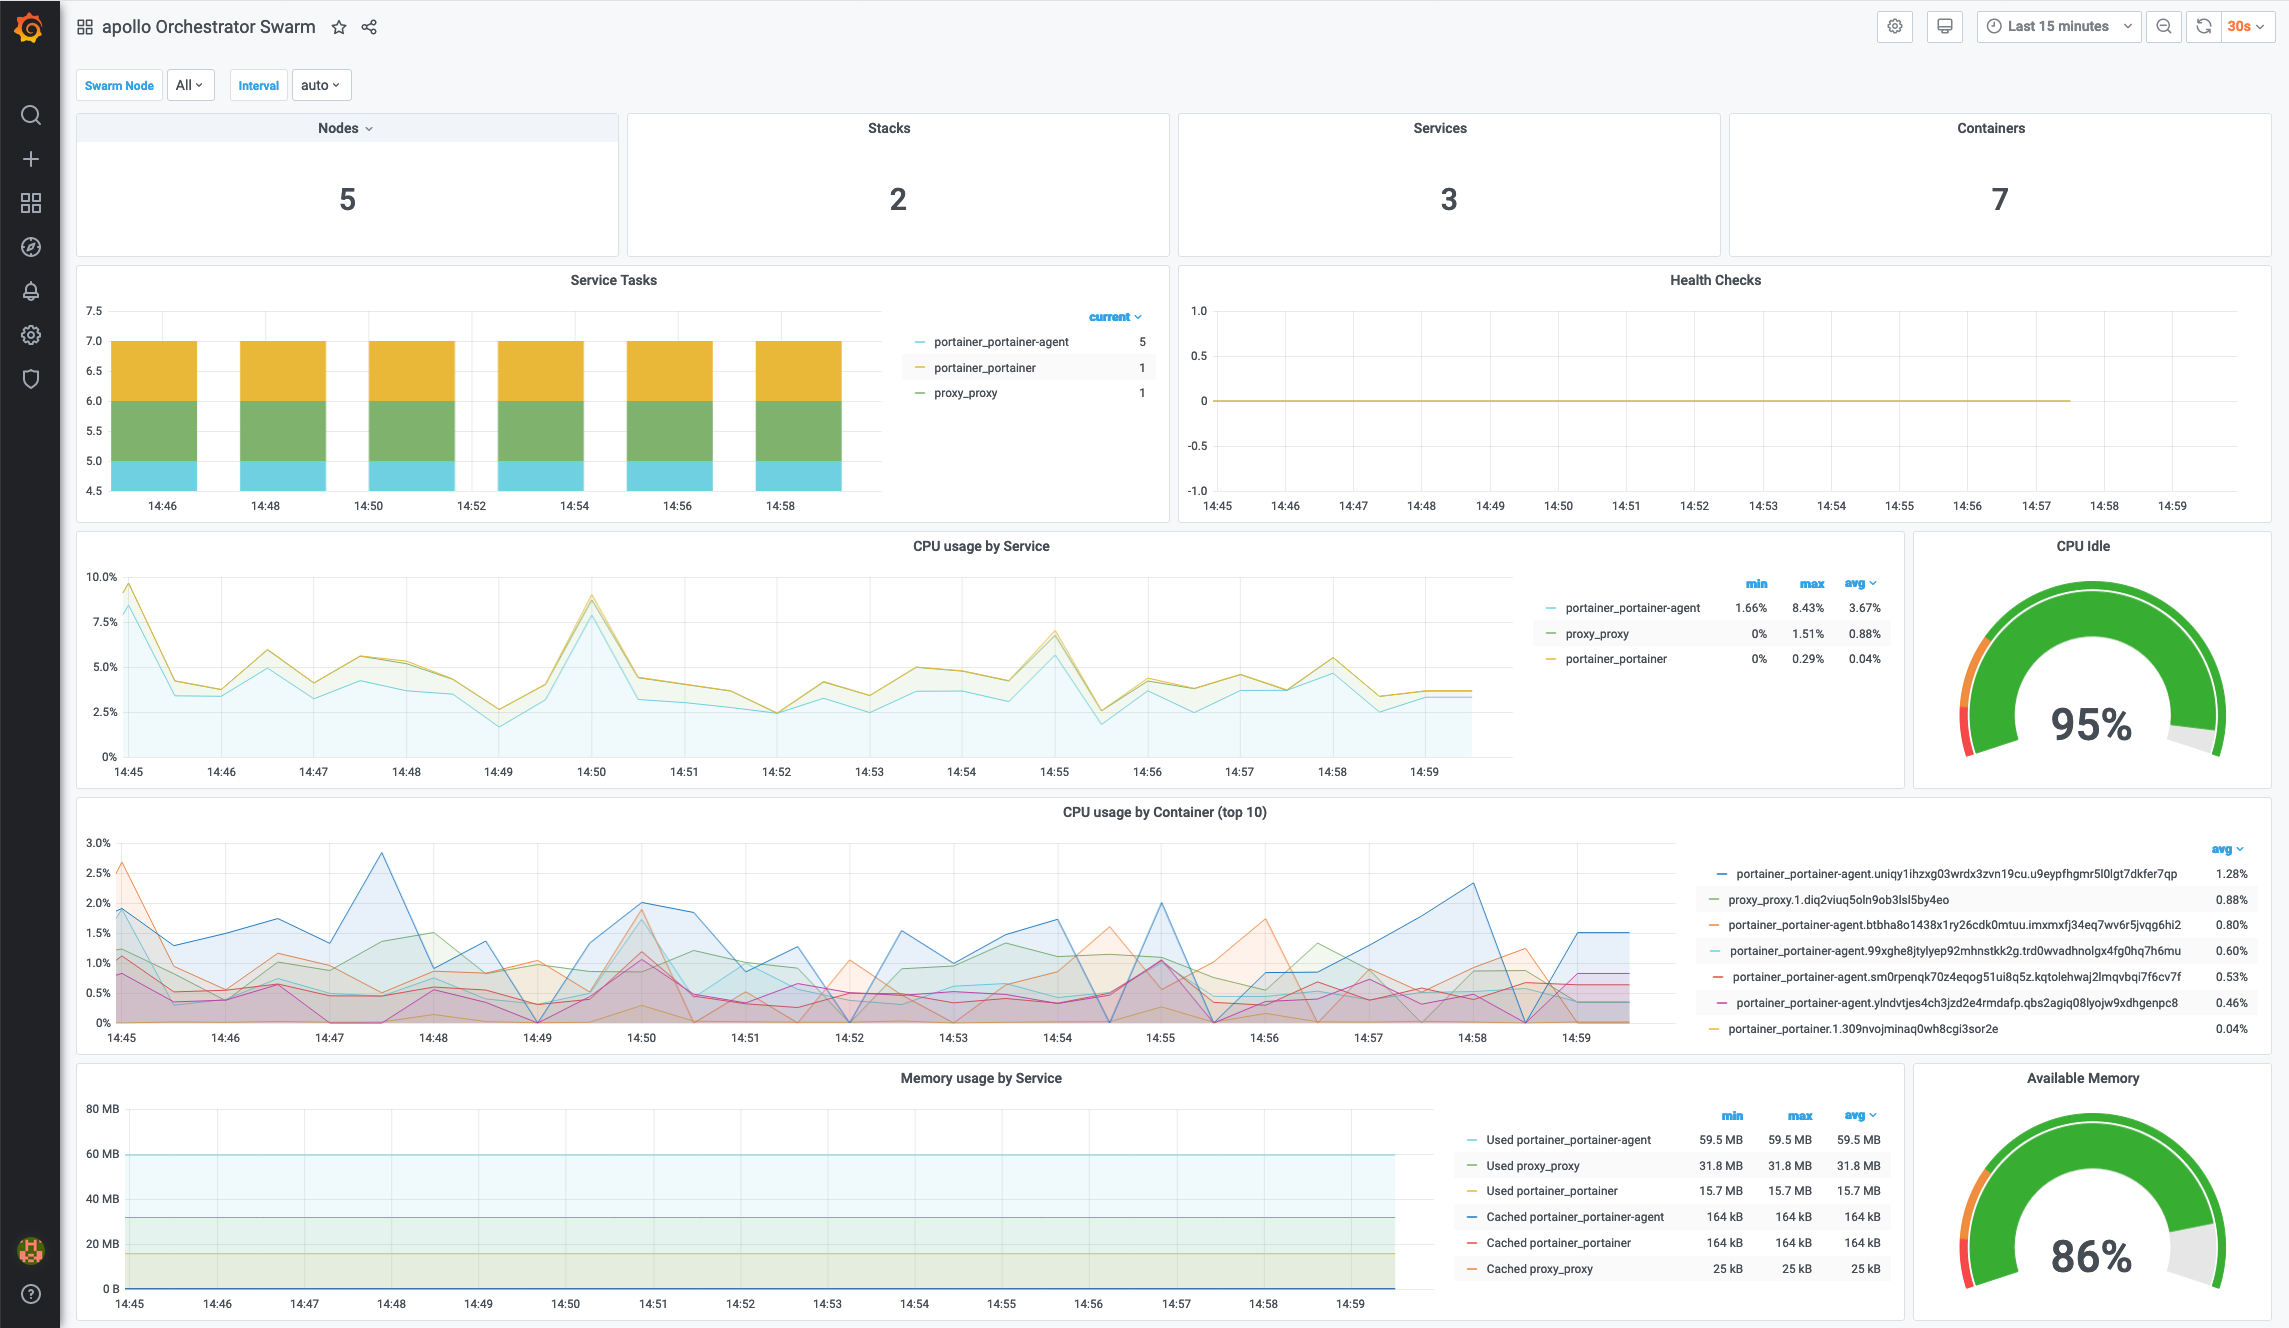 apollo Orchestrator Swarm
Last 15 minutes
30s
Swarm Node All Interval auto
Nodes
5
Stacks
2
Services
3
Containers
7
Service Tasks
7.5
7.0
6.5
6.0
5.5
5.0
4.5
14:46 14:48 14:50 14:52 14:54 14:56 14:58
current
portainer_portainer-agent 5
portainer_portainer 1
proxy_proxy 1
Health Checks
1.0
0.5
0
-0.5
-1.0
14:45 14:46 14:47 14:48 14:49 14:50 14:51 14:52 14:53 14:54 14:55 14:56 14:57 14:58 14:59
CPU usage by Service
10.0%
7.5%
5.0%
2.5%
0%
14:45 14:46 14:47 14:48 14:49 14:50 14:51 14:52 14:53 14:54 14:55 14:56 14:57 14:58 14:59
min max avg
portainer_portainer-agent 1.66% 8.43% 3.67%
proxy_proxy 0% 1.51% 0.88%
portainer_portainer 0% 0.29% 0.04%
CPU Idle
95%
CPU usage by Container (top 10)
3.0%
2.5%
2.0%
1.5%
1.0%
0.5%
0%
14:45 14:46 14:47 14:48 14:49 14:50 14:51 14:52 14:53 14:54 14:55 14:56 14:57 14:58 14:59
avg
portainer_portainer-agent.uniqy1ihzxg03wrdx3zvn19cu.u9eypfhgmr5l0lgt7dkfer7qp 1.28%
proxy_proxy.1.diq2viuq5oln9ob3lsl5by4eo 0.88%
portainer_portainer-agent.btbha8o1438x1ry26cdk0mtuu.imxmxfj34eq7wv6r5jvqg6hi2 0.80%
portainer_portainer-agent.99xghe8jtylyep92mhnstkk2g.trd0wvadhnolgx4fg0hq7h6mu 0.60%
portainer_portainer-agent.sm0rpenqk70z4eqog51ui8q5z.kqtolehwaj2lmqvbqi7f6cv7f 0.53%
portainer_portainer-agent.ylndvtjes4ch3jzd2e4rmdafp.qbs2agiq08lyojw9xdhgenpc8 0.46%
portainer_portainer.1.309nvojminaq0wh8cgi3sor2e 0.04%
Memory usage by Service
80 MB
60 MB
40 MB
20 MB
0 B
14:45 14:46 14:47 14:48 14:49 14:50 14:51 14:52 14:53 14:54 14:55 14:56 14:57 14:58 14:59
min max avg
Used portainer_portainer-agent 59.5 MB 59.5 MB 59.5 MB
Used proxy_proxy 31.8 MB 31.8 MB 31.8 MB
Used portainer_portainer 15.7 MB 15.7 MB 15.7 MB
Cached portainer_portainer-agent 164 kB 164 kB 164 kB
Cached portainer_portainer 164 kB 164 kB 164 kB
Cached proxy_proxy 25 kB 25 kB 25 kB
Available Memory
86%